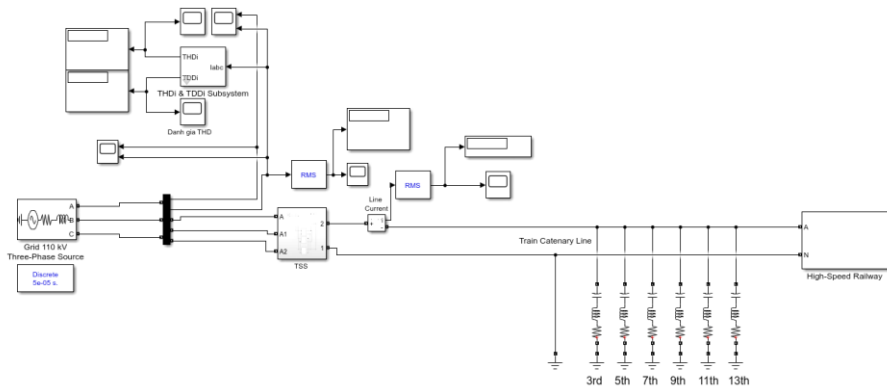 THDi
TDDi
Iabc
THDi & TDDi Subsystem
Danh gia THD
RMS
RMS
Line
Current
A
B
C
Grid 110 kV
Three-Phase Source
Discrete
5e-05 s.
A
A1
A2
2
1
TSS
+
i
-
Train Catenary Line
A
N
High-Speed Railway
3rd 5th 7th 9th 11th 13th